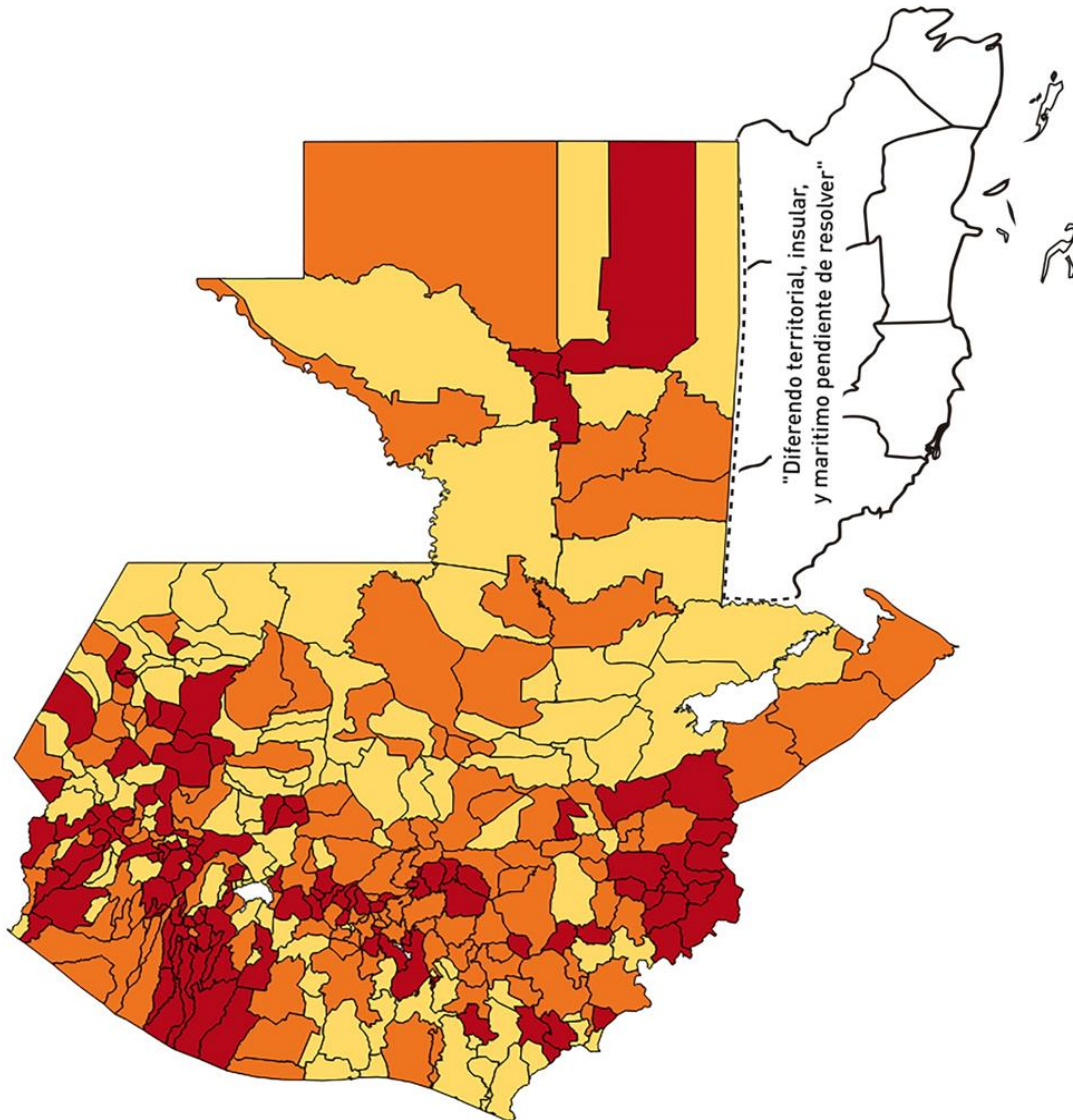 "Diferendo territorial, insular,
y marítimo pendiente de resolver"